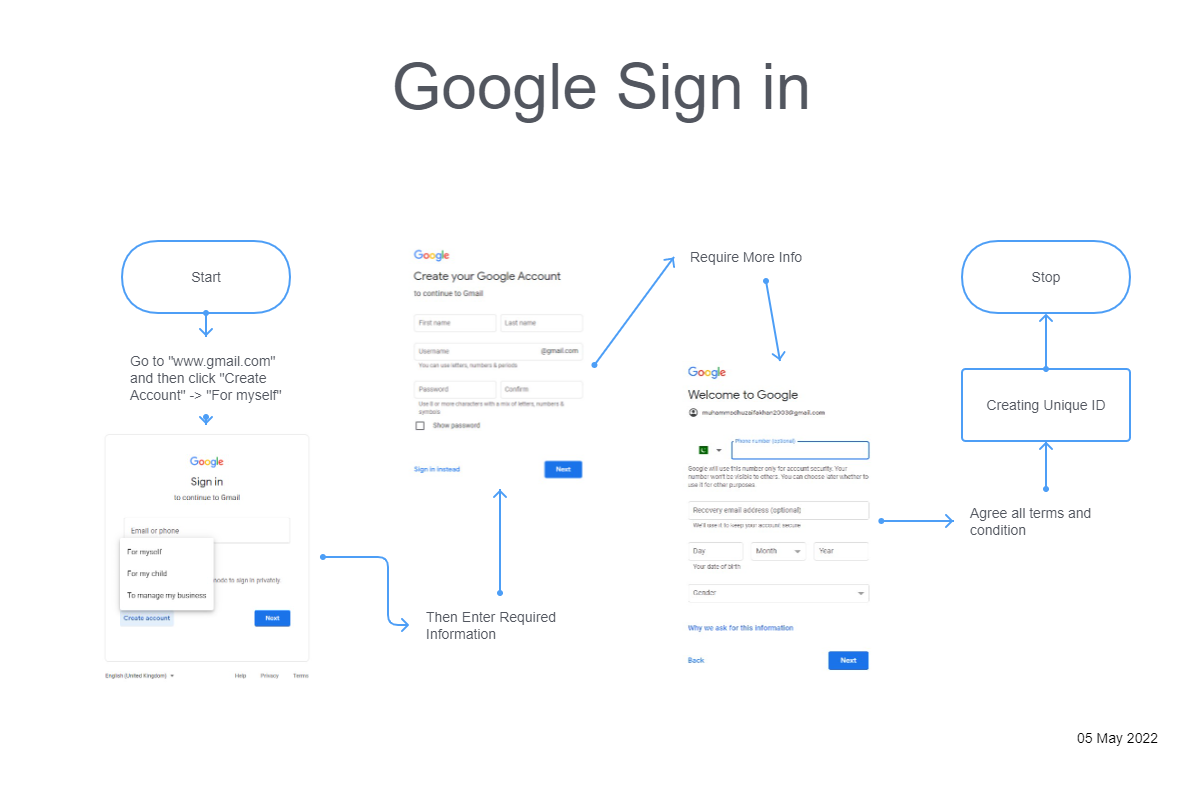 Google Sign in
Start
Go to "www.gmail.com"
and then click "Create
Account" -> "For myself"
Google
Sign in
to continue to Gmail
Email or phone
For myself
For my child
To manage my business
mode to sign in privately.
Create account
Next
English (United Kingdom)
Help Privacy Terms
Then Enter Required
Information
Google
Create your Google Account
to continue to Gmail
First name Last name
Username @gmail.com
You can use letters, numbers & periods
Password Confirm
Use 8 or more characters with a mix of letters, numbers &
symbols
Show password
Sign in instead Next
Require More Info
Google
Welcome to Google
muhammadhuzaifakhan2003@gmail.com
Phone number (optional)
Google will use this number only for account security. Your
number won't be visible to others. You can choose later whether to
use it for other purposes.
Recovery email address (optional)
We'll use it to keep your account secure
Day Month Year
Your date of birth
Gender
Why we ask for this information
Back Next
Agree all terms and
condition
Creating Unique ID
Stop
05 May 2022